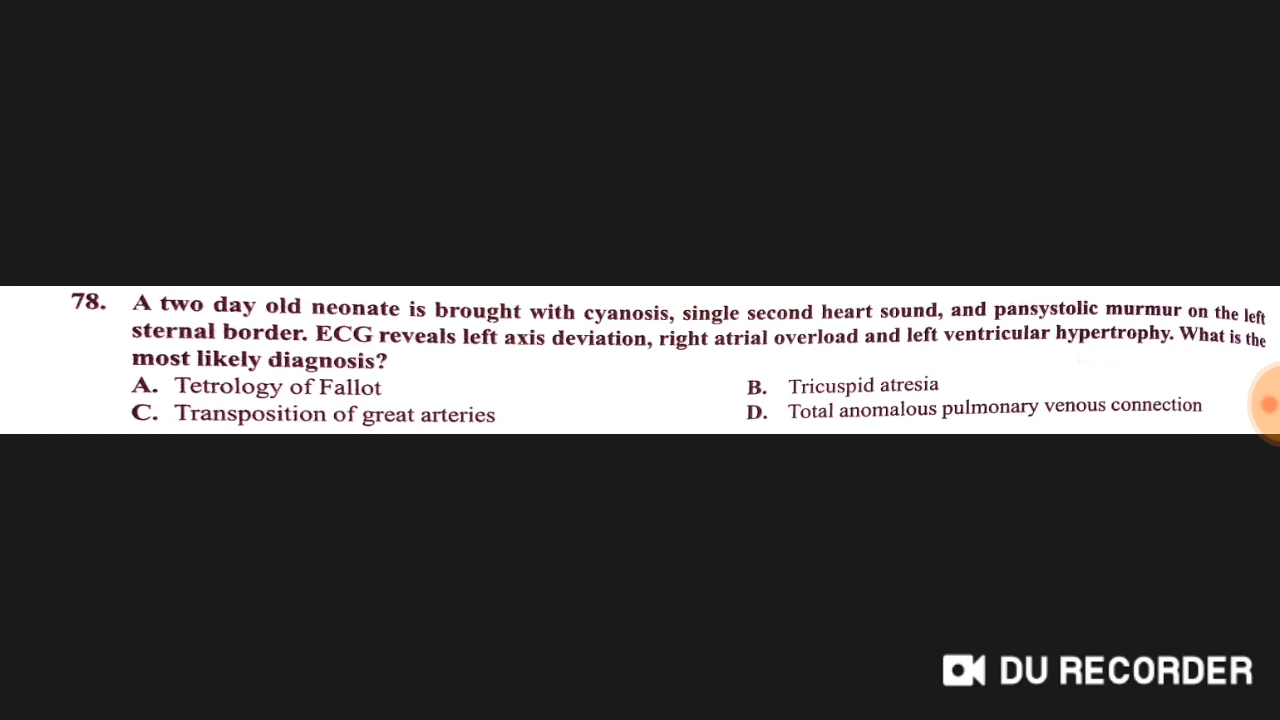 78. A two day old neonate is brought with cyanosis, single second heart sound, and pansystolic murmur on the left
sternal border. ECG reveals left axis deviation, right atrial overload and left ventricular hypertrophy. What is the
most likely diagnosis?
A. Tetrology of Fallot B. Tricuspid atresia
C. Transposition of great arteries D. Total anomalous pulmonary venous connection
DU RECORDER